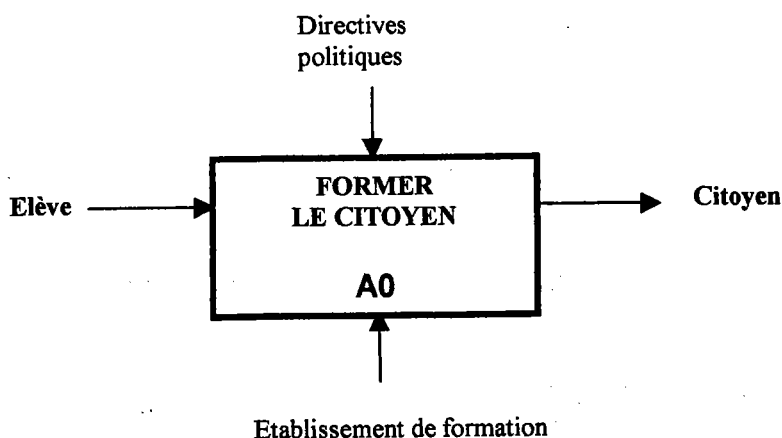 Directives
politiques
FORMER
LE CITOYEN
Elève
Citoyen
A0
Etablissement de formation